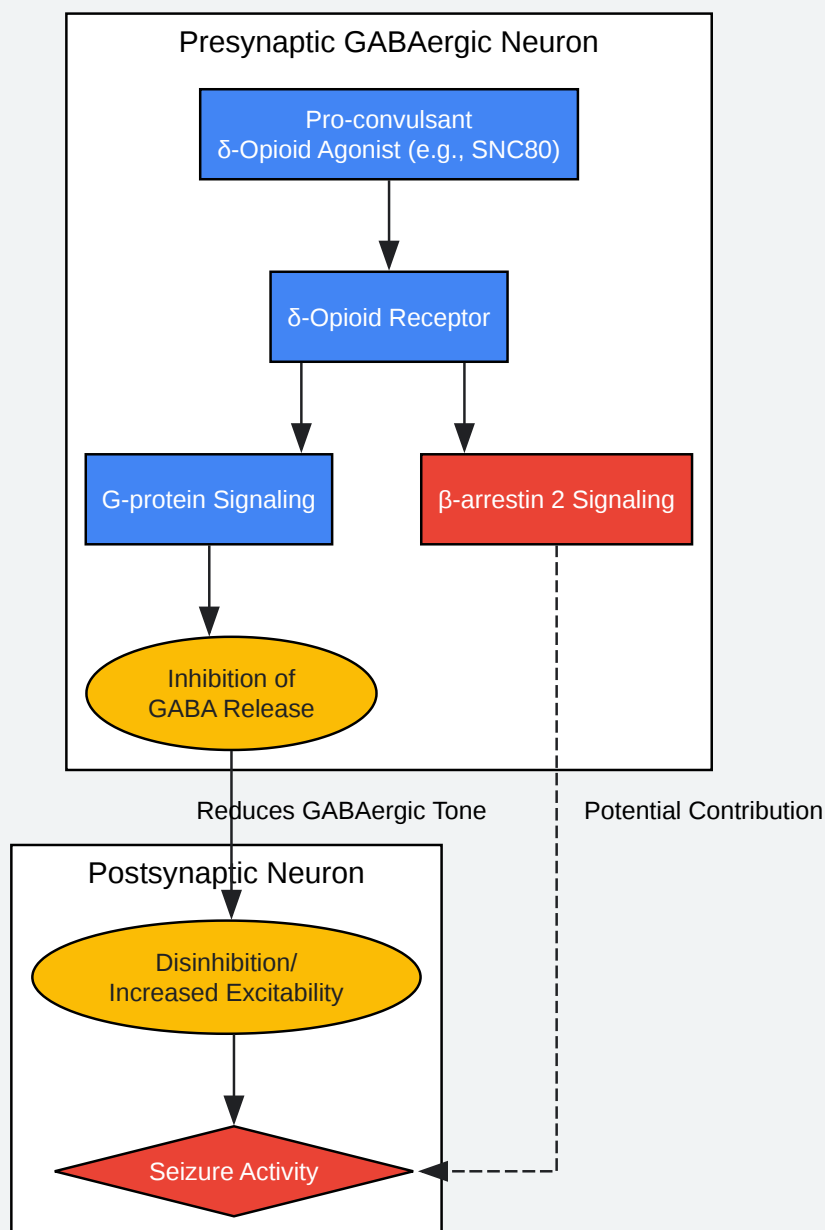 Presynaptic GABAergic Neuron
Pro-convulsant
δ-Opioid Agonist (e.g., SNC80)
δ-Opioid Receptor
G-protein Signaling
β-arrestin 2 Signaling
Inhibition of
GABA Release
Reduces GABAergic Tone
Potential Contribution
Postsynaptic Neuron
Disinhibition/
Increased Excitability
Seizure Activity